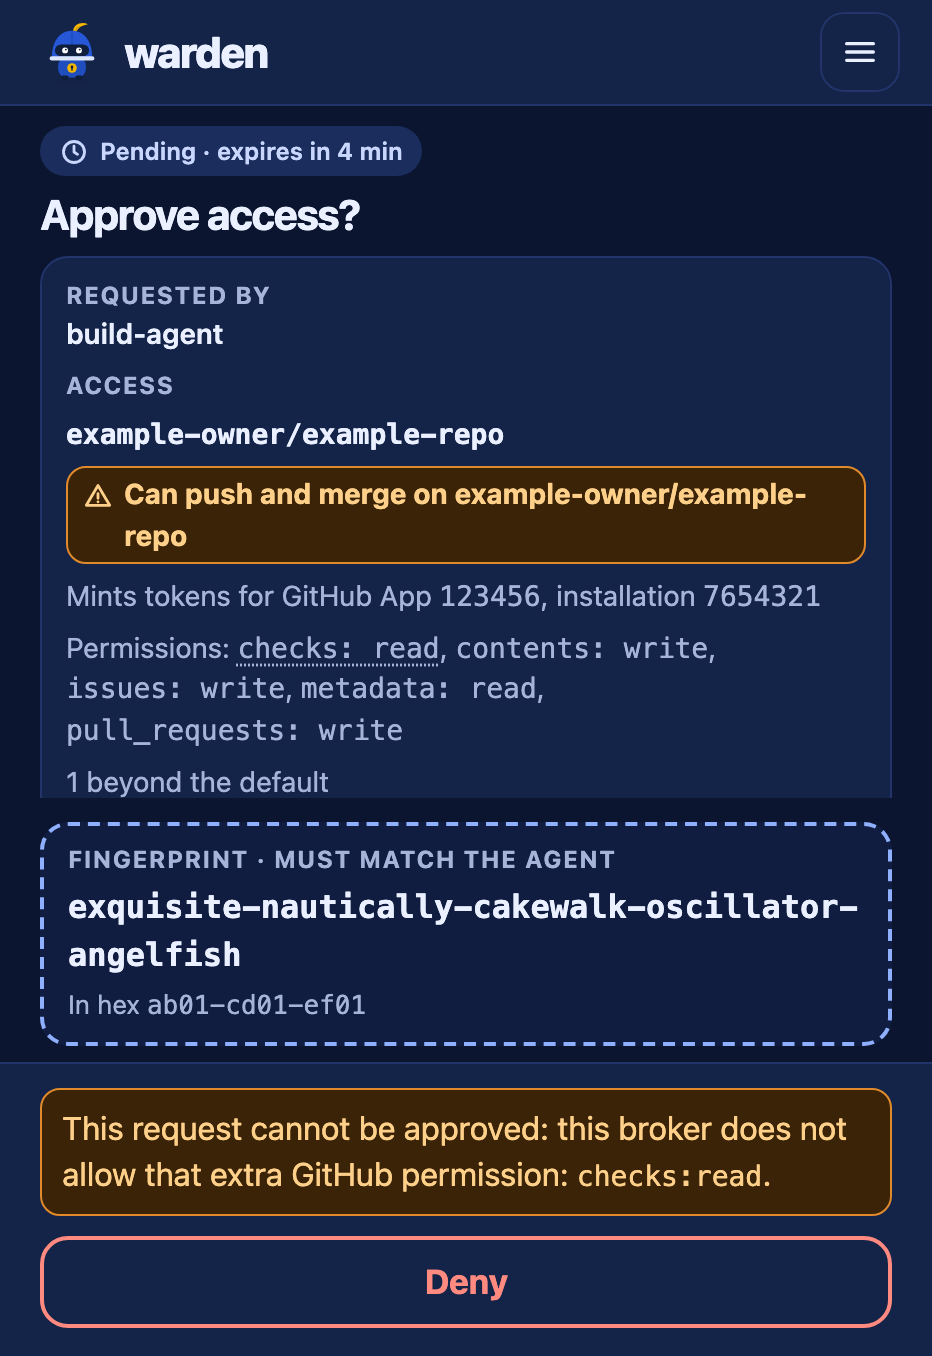 warden
Pending · expires in 4 min
Approve access?
REQUESTED BY
build-agent
ACCESS
example-owner/example-repo
Can push and merge on example-owner/example-
repo
Mints tokens for GitHub App 123456, installation 7654321
Permissions: checks: read, contents: write,
issues: write, metadata: read,
pull_requests: write
1 beyond the default
FINGERPRINT · MUST MATCH THE AGENT
exquisite-nautically-cakewalk-oscillator-
angelfish
In hex ab01-cd01-ef01
This request cannot be approved: this broker does not
allow that extra GitHub permission: checks:read.
Deny